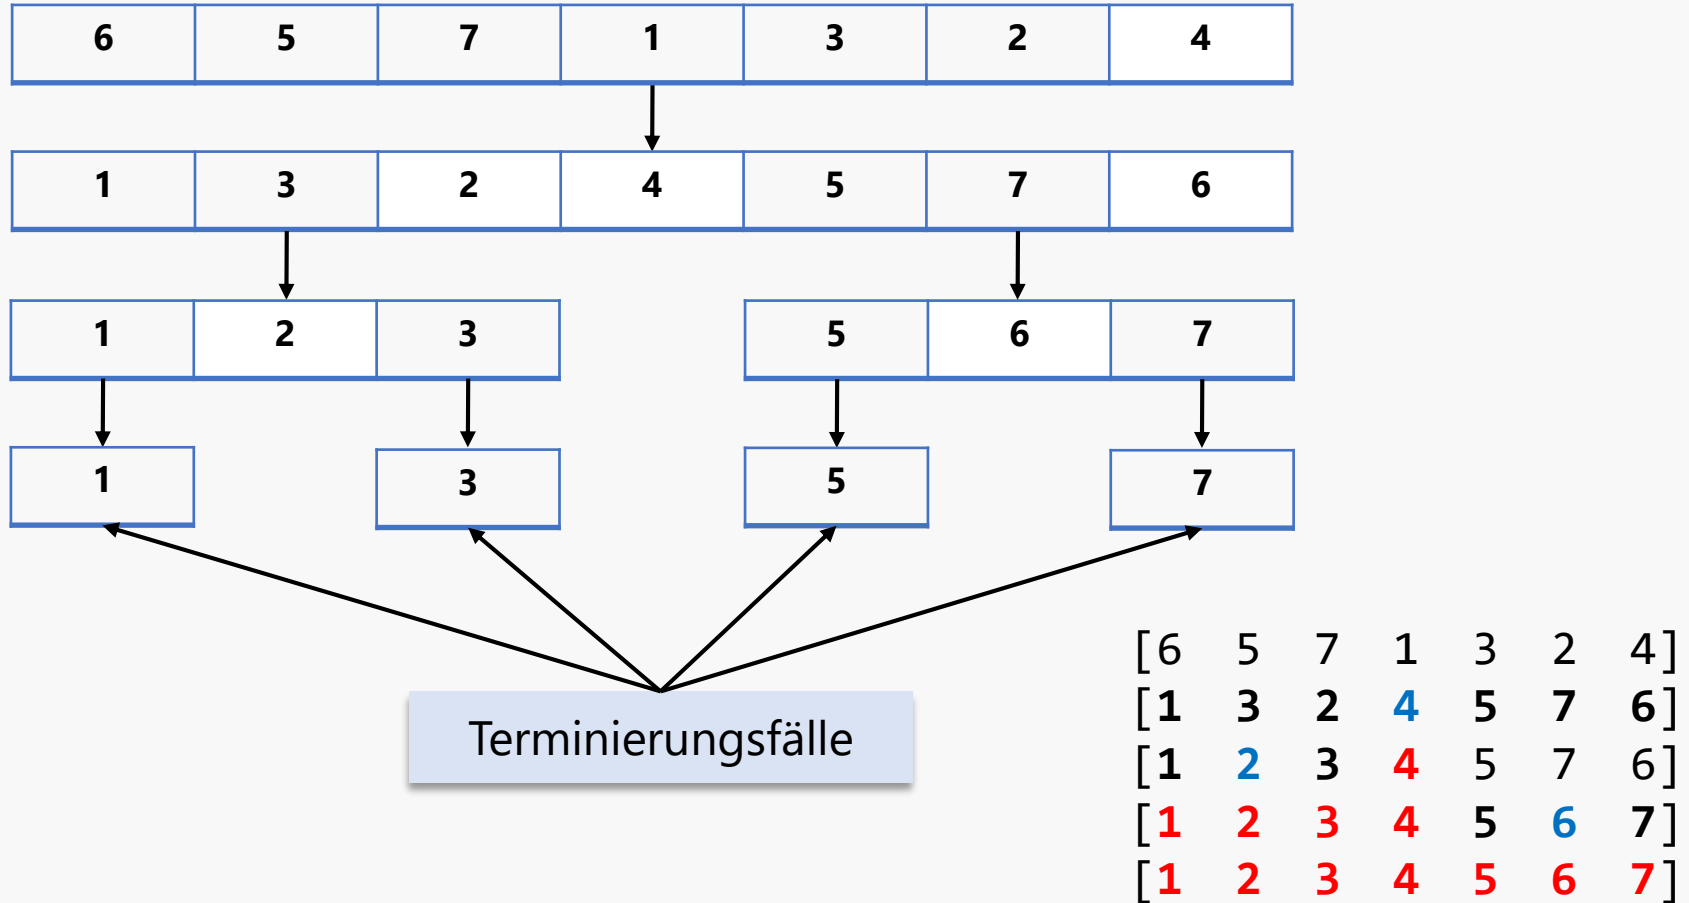 6 5 7 1 3 2 4
1 3 2 4 5 7 6
1 2 3 5 6 7
1 3 5 7
Terminierungsfälle
[6 5 7 1 3 2 4]
[1 3 2 4 5 7 6]
[1 2 3 4 5 7 6]
[1 2 3 4 5 6 7]
[1 2 3 4 5 6 7]